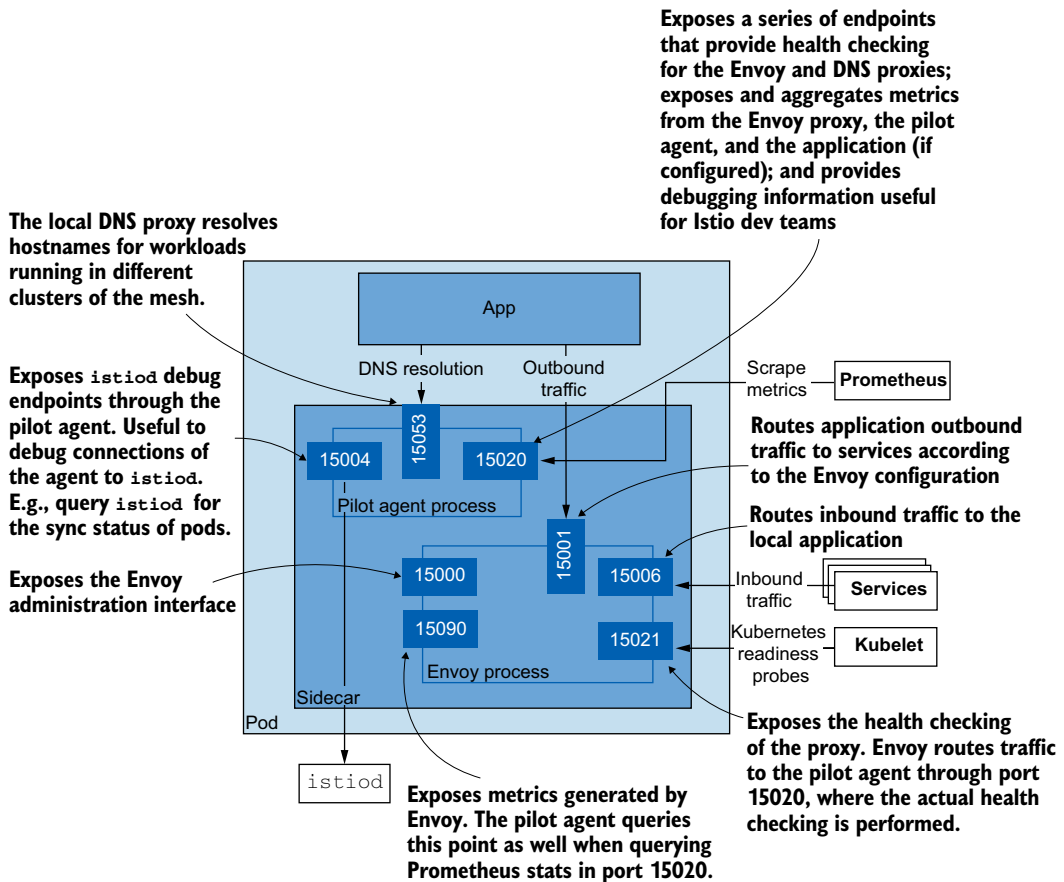 Exposes a series of endpoints
that provide health checking
for the Envoy and DNS proxies;
exposes and aggregates metrics
from the Envoy proxy, the pilot
agent, and the application (if
configured); and provides
debugging information useful
for Istio dev teams
The local DNS proxy resolves
hostnames for workloads
running in different
clusters of the mesh.
App
DNS resolution
Outbound
traffic
Scrape
metrics
Prometheus
Exposes istiod debug
endpoints through the
pilot agent. Useful to
debug connections
of the agent to istiod.
E.g., query istiod for
the sync status of pods.
15053
15004
15020
Pilot agent process
Routes application outbound
traffic to services according
to the Envoy configuration
15001
Routes inbound traffic to the
local application
Exposes the Envoy
administration interface
15000
15006
Inbound
traffic
Services
15090
15021
Kubernetes
readiness
probes
Kubelet
Envoy process
Sidecar
Pod
istiod
Exposes the health checking
of the proxy. Envoy routes traffic
to the pilot agent through port
15020, where the actual health
checking is performed.
Exposes metrics generated by
Envoy. The pilot agent queries
this point as well when querying
Prometheus stats in port 15020.